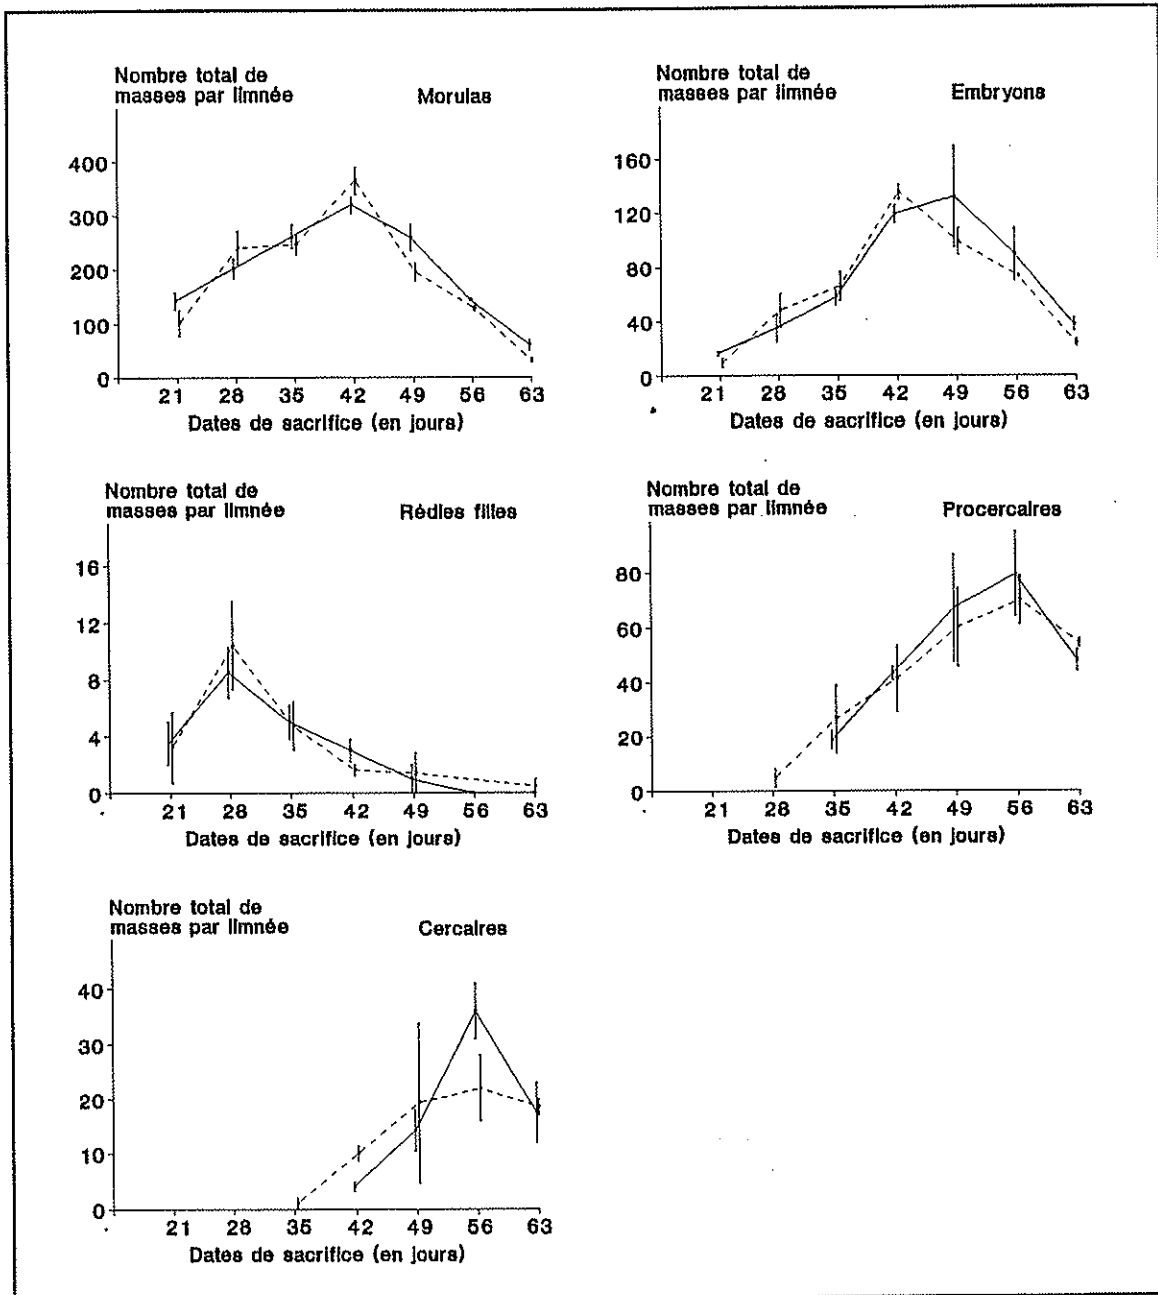 Nombre total de
masses par limnée
Morulas
400
300
200
100
0
21 28 35 42 49 56 63
Dates de sacrifice (en jours)
Nombre total de
masses par limnée
Embryons
160
120
80
40
0
21 28 35 42 49 56 63
Dates de sacrifice (en jours)
Nombre total de
masses par limnée
Rédies filles
16
12
8
4
0
21 28 35 42 49 56 63
Dates de sacrifice (en jours)
Nombre total de
masses par limnée
Procercaires
80
60
40
20
0
21 28 35 42 49 56 63
Dates de sacrifice (en jours)
Nombre total de
masses par limnée
Cercaires
40
30
20
10
0
21 28 35 42 49 56 63
Dates de sacrifice (en jours)